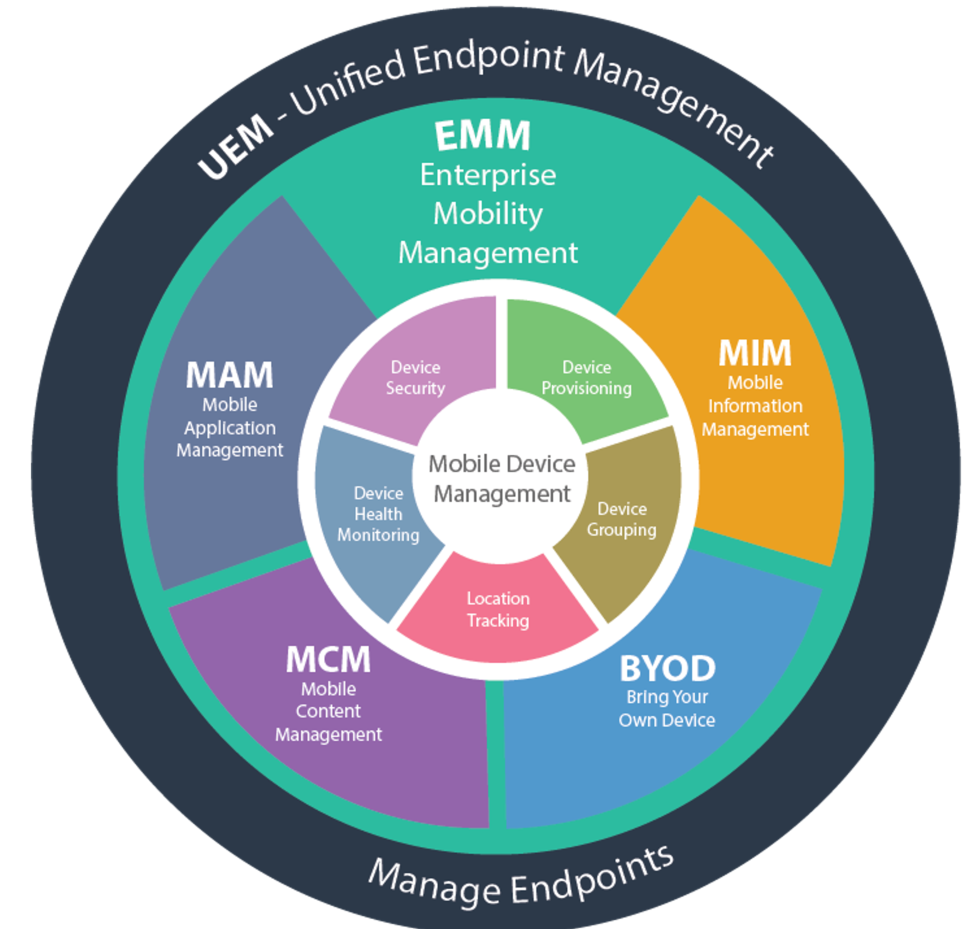 UEM - Unified Endpoint Management
EMM
Enterprise
Mobility
Management
MAM
Mobile
Application
Management
MIM
Mobile
Information
Management
Device
Security
Device
Provisioning
Mobile Device
Management
Device
Health
Monitoring
Device
Grouping
Location
Tracking
MCM
Mobile
Content
Management
BYOD
Bring Your
Own Device
Manage Endpoints